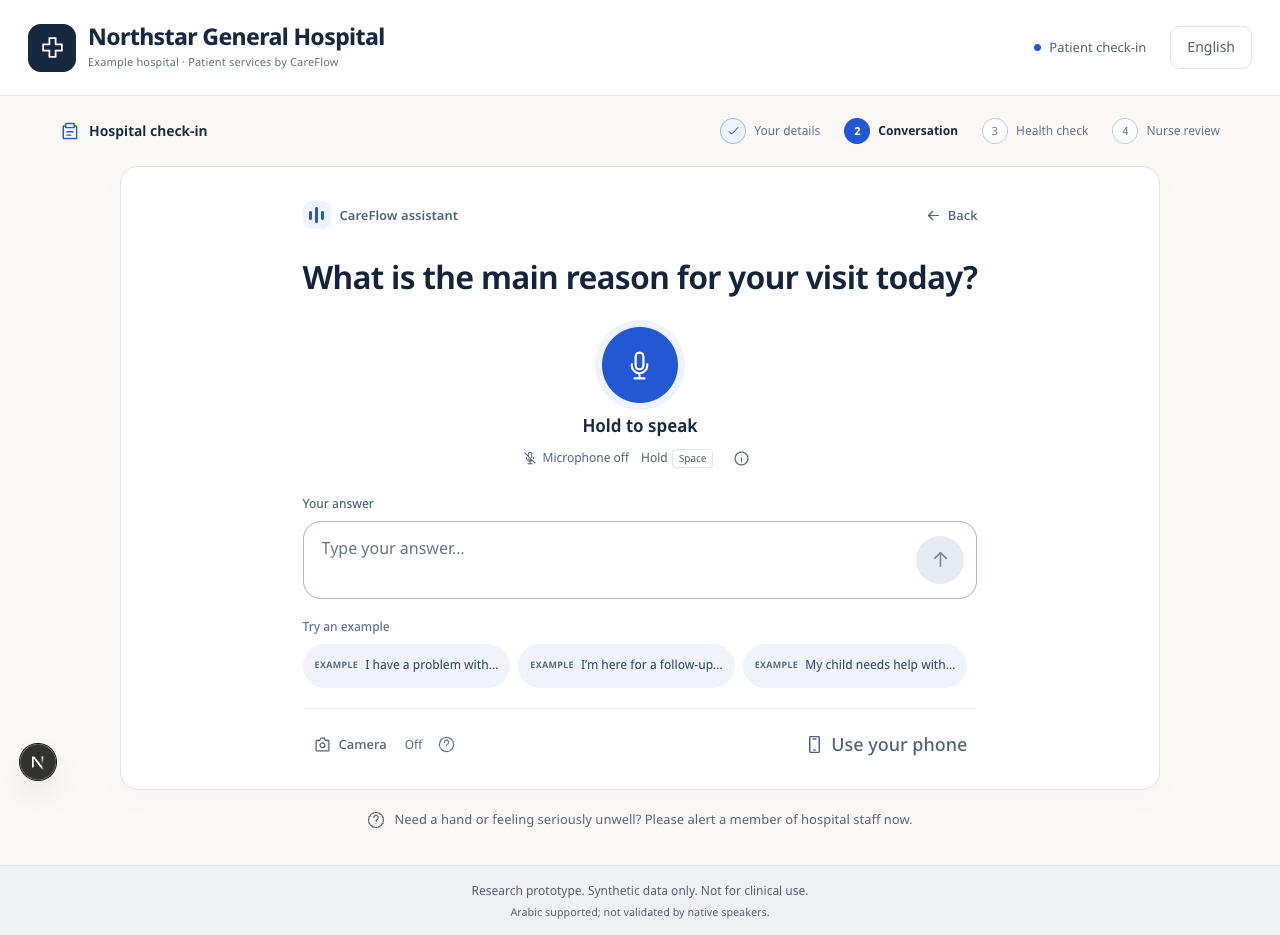 Northstar General Hospital
Example hospital · Patient services by CareFlow
Patient check-in
English
Hospital check-in
Your details
2 Conversation
3 Health check
4 Nurse review
CareFlow assistant
Back
What is the main reason for your visit today?
Hold to speak
Microphone off Hold Space
Your answer
Type your answer...
Try an example
EXAMPLE I have a problem with...
EXAMPLE I'm here for a follow-up...
EXAMPLE My child needs help with...
Camera Off
Use your phone
N
Need a hand or feeling seriously unwell? Please alert a member of hospital staff now.
Research prototype. Synthetic data only. Not for clinical use.
Arabic supported; not validated by native speakers.